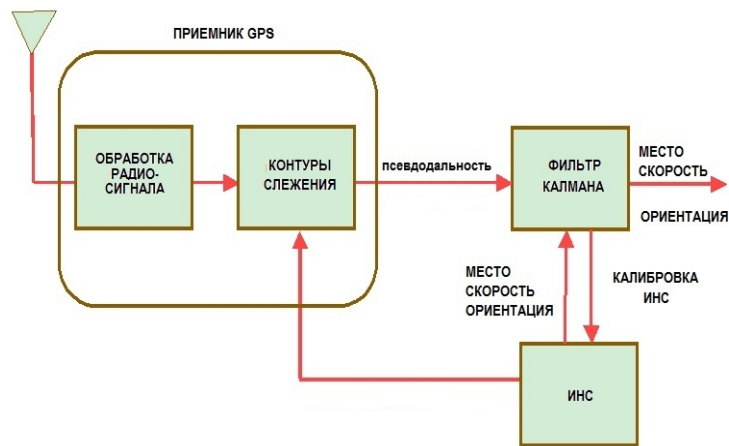 ПРИЕМНИК GPS
ОБРАБОТКА
РАДИО-
СИГНАЛА
КОНТУРЫ
СЛЕЖЕНИЯ
псевдодальность
ФИЛЬТР
КАЛМАНА
МЕСТО
СКОРОСТЬ
ОРИЕНТАЦИЯ
МЕСТО
СКОРОСТЬ
ОРИЕНТАЦИЯ
КАЛИБРОВКА
ИНС
ИНС